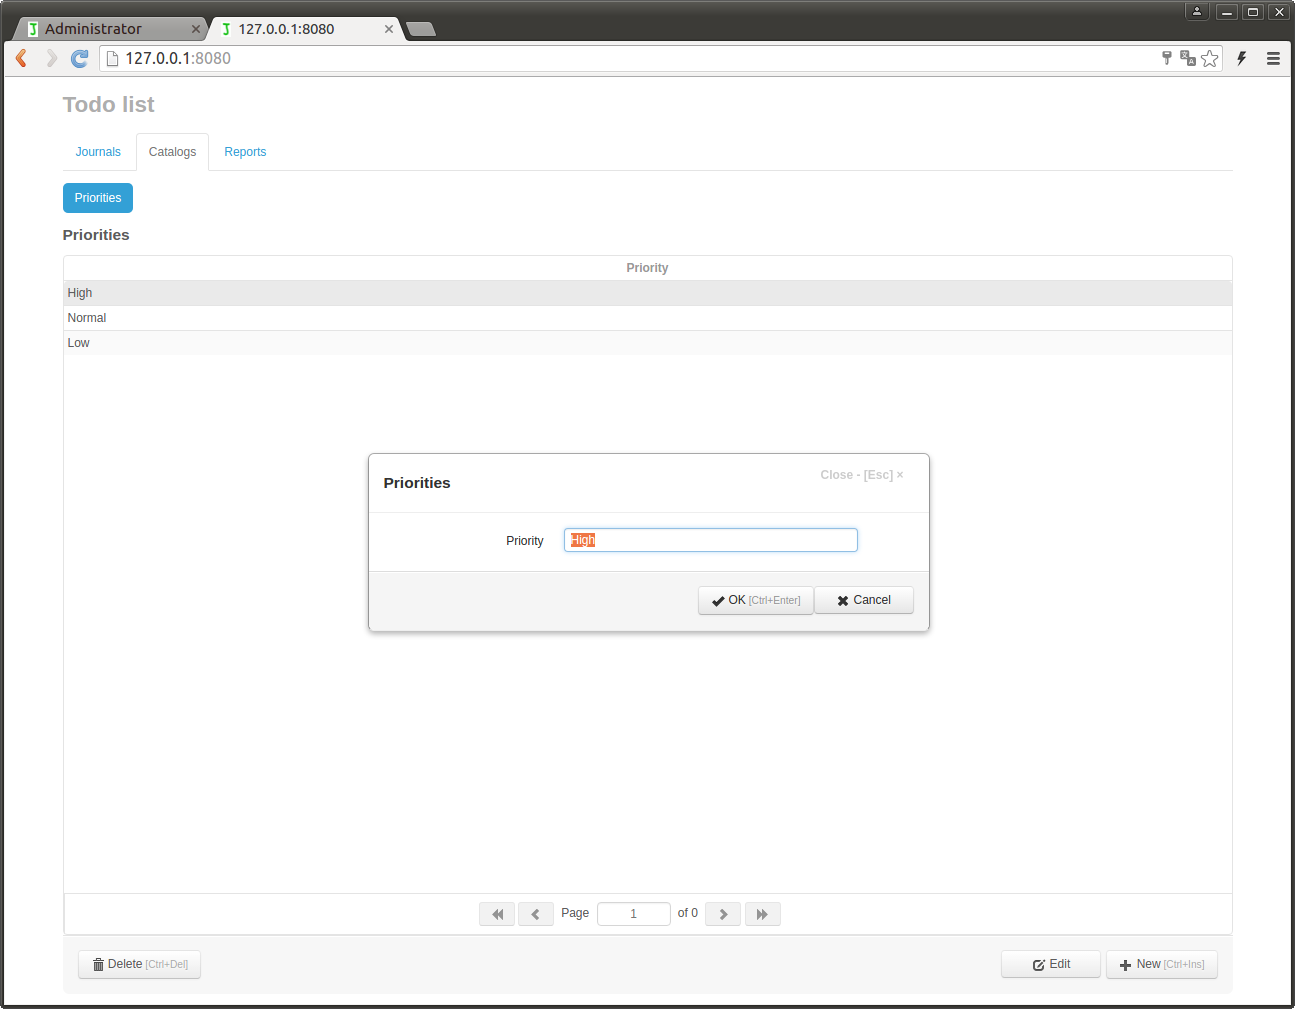 Administrator
127.0.0.1:8080
127.0.0.1:8080
Todo list
Journals
Catalogs
Reports
Priorities
Priorities
Priority
High
Normal
Low
Priorities
Close - [Esc] ×
Priority
High
OK [Ctrl+Enter]
Cancel
Page 1 of 0
Delete [Ctrl+Del]
Edit
New [Ctrl+Ins]